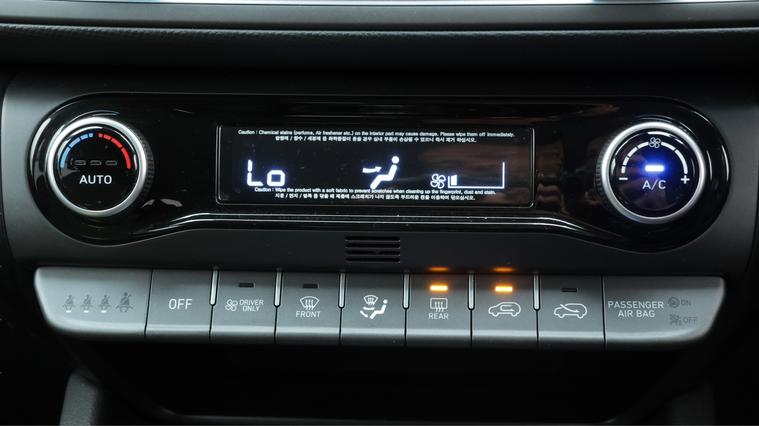 Caution : Chemical stains (perfume, Air freshener etc.) on the interior part may cause damage. Please wipe them off immediately.
Lo
Caution : Wipe the product with a soft fabric to prevent scratches when cleaning up the fingerprint, dust and stain.
AUTO
A/C
- +
OFF
DRIVER ONLY
FRONT
REAR
PASSENGER AIR BAG
ON
OFF